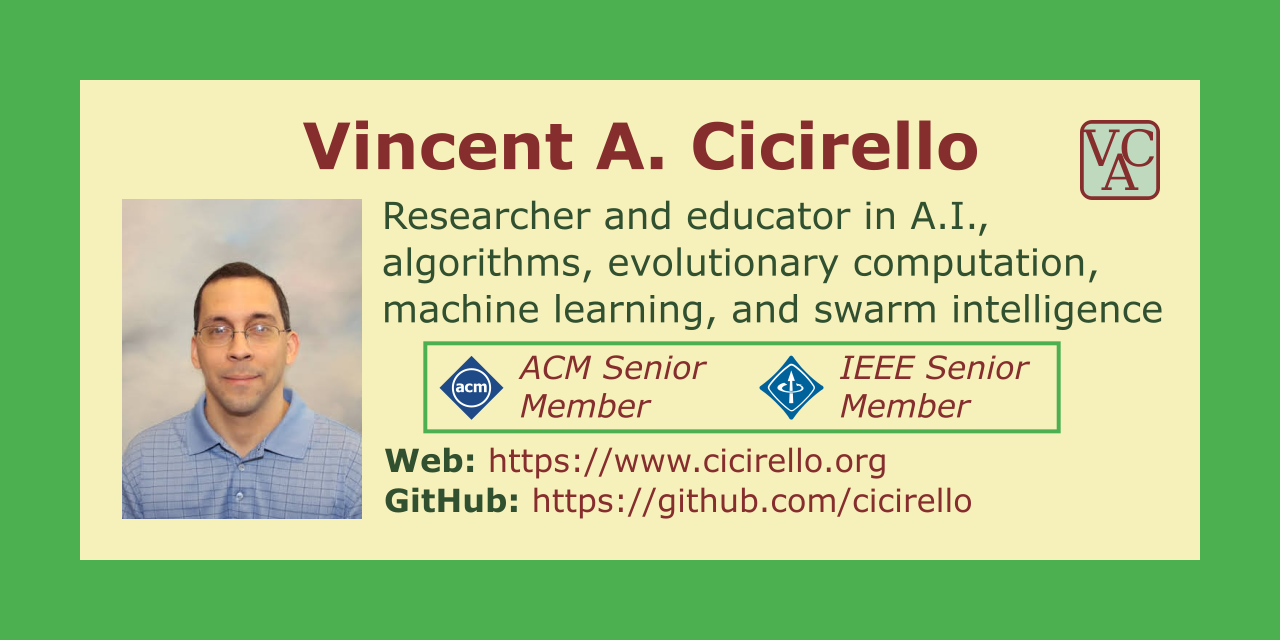 Vincent A. Cicirello
VCA
Researcher and educator in A.I.,
algorithms, evolutionary computation,
machine learning, and swarm intelligence
acm
ACM Senior
Member
IEEE Senior
Member
Web: https://www.cicirello.org
GitHub: https://github.com/cicirello